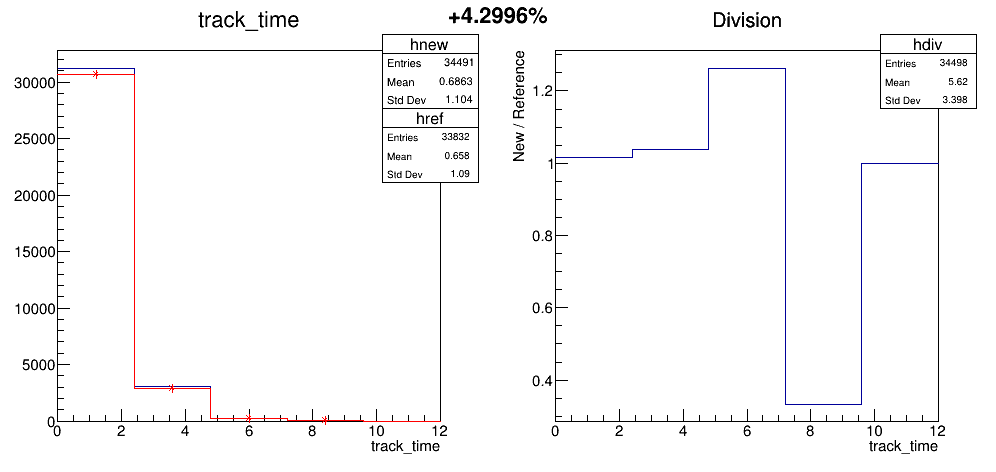 +4.2996%
track_time
hnew
Entries 34491
Mean 0.6863
Std Dev 1.104
href
Entries 33832
Mean 0.658
Std Dev 1.09
30000
25000
20000
15000
10000
5000
0
0 2 4 6 8 10 12
track_time
Division
hdiv
Entries 34498
Mean 5.62
Std Dev 3.398
New / Reference
1.2
1
0.8
0.6
0.4
0 2 4 6 8 10 12
track_time